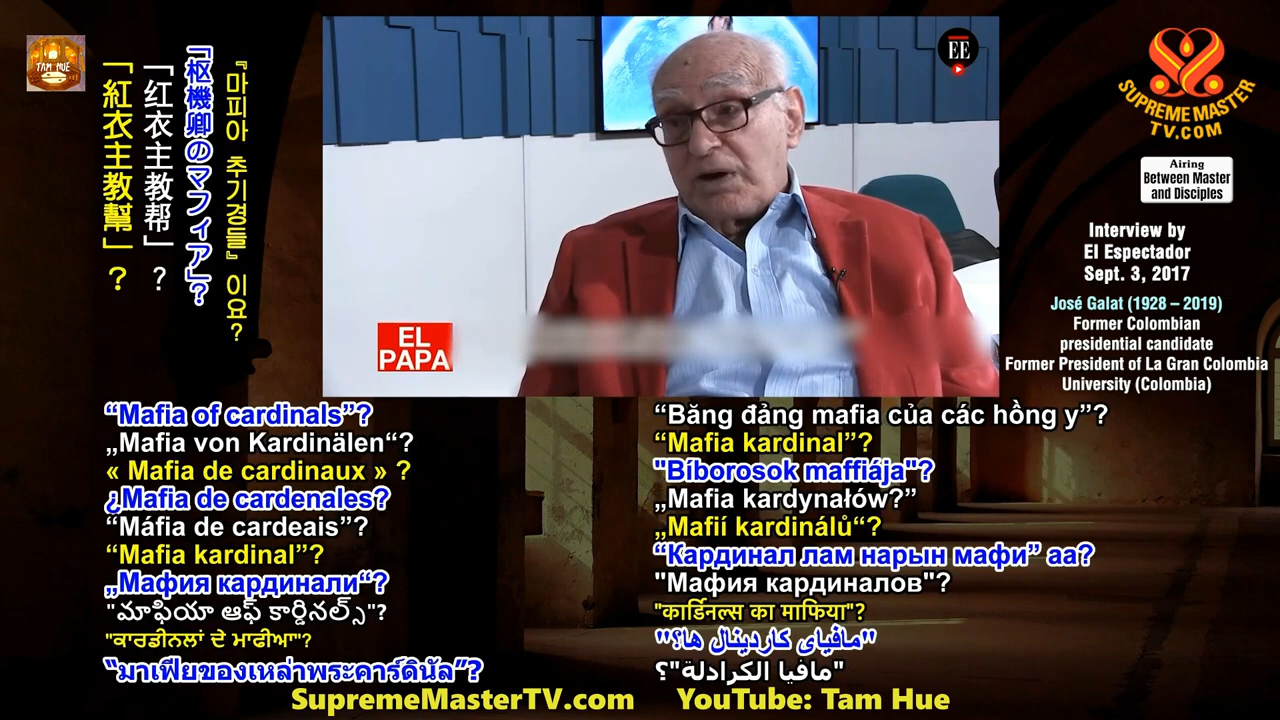 TAM HUE
「紅衣主教幫」？
「红衣主教帮」？
「枢機卿のマフィア」?
『마피아 추기경들』이요?
EE
EL
PAPA
SUPREME MASTER
TV.COM
Airing
Between Master
and Disciples
Interview by
El Espectador
Sept. 3, 2017
José Galat (1928 – 2019)
Former Colombian
presidential candidate
Former President of La Gran Colombia
University (Colombia)
“Mafia of cardinals”?
„Mafia von Kardinälen“?
« Mafia de cardinaux » ?
¿Mafia de cardenales?
“Máfia de cardeais”?
“Mafia kardinal”?
„Мафия кардинали“?
"మాఫియా ఆఫ్ కార్డినల్స్"?
"ਕਾਰਡੀਨਲਾਂ ਦੇ ਮਾਫੀਆ"?
“มาเฟียของเหล่าพระคาร์ดินัล”?
“Băng đảng mafia của các hồng y”?
“Mafia kardinal”?
"Bíborosok maffiája"?
„Mafia kardynałów?”
„Mafií kardinálů“?
“Кардинал лам нарын мафи” аа?
"Мафия кардиналов"?
"कार्डिनल्स का माफिया"?
"مافیای کاردینال ها؟"
"مافيا الكرادلة"؟
SupremeMasterTV.com
YouTube: Tam Hue